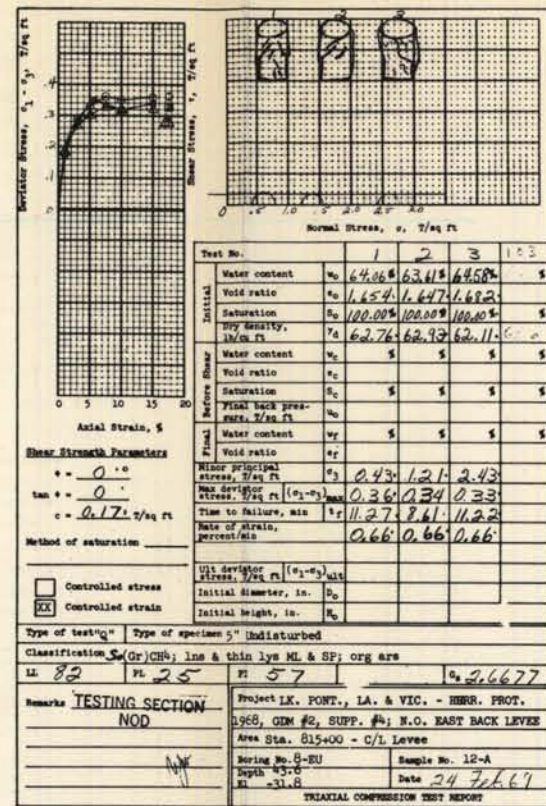 1 2 3
Deviator Stress, σ1 - σ3, T/sq ft
.4
.3
.2
.1
0
Shear Stress, τ, T/sq ft
0 .5 1.0 .5 2.0 2.5 3.0
Normal Stress, σ, T/sq ft
0 5 10 15 20
Axial Strain, %
Shear Strength Parameters
φ = 0 °
tan φ = 0
c = 0.17 T/sq ft
Method of saturation
Controlled stress
XX Controlled strain
Test No. 1 2 3
Initial
Water content w₀ 64.06% 63.61% 64.58% %
Void ratio e₀ 1.654 1.647 1.682
Saturation S₀ 100.00% 100.00% 100.00% %
Dry density, lb/cu ft γd 62.76 62.93 62.11
Before Shear
Water content wc % % % %
Void ratio ec
Saturation Sc % % % %
Final back pressure, T/sq ft u₀
Final
Water content wf % % % %
Void ratio ef
Minor principal stress, T/sq ft σ3 0.43 1.21 2.43
Max deviator stress, T/sq ft (σ1-σ3)max 0.36 0.34 0.33
Time to failure, min tf 11.27 8.61 11.22
Rate of strain, percent/min 0.66 0.66 0.66
Ult deviator stress, T/sq ft (σ1-σ3)ult
Initial diameter, in. D₀
Initial height, in. H₀
Type of test "Q" Type of specimen 5" Undisturbed
Classification So(Gr)CH4; lns & thin lys ML & SP; org ars
LL 82 PL 25 PI 57 Gs 2.6677
Remarks TESTING SECTION
NOD
Project LK. PONT., LA. & VIC. - HRRR. PROT.
1968, GDM #2, SUPP. #4; N.O. EAST BACK LEVEE
Area Sta. 815+00 - C/L Levee
Boring No. 8-EU Sample No. 12-A
Depth 43.6
El -31.8 Date 24 Feb. 67
TRIAXIAL COMPRESSION TEST REPORT